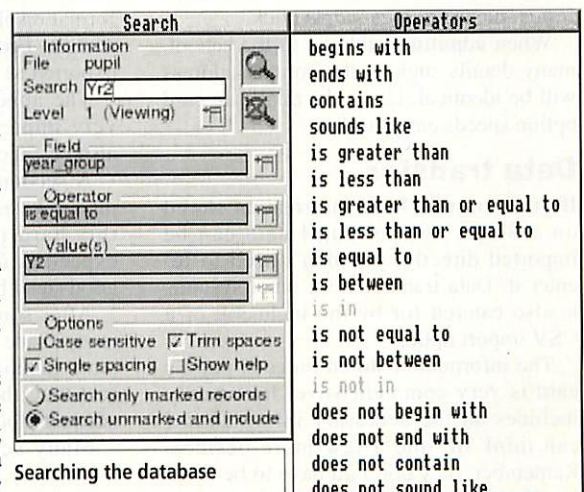 Search
Information
File pupil
Search Yr2
Level 1 (Viewing)
Field
year_group
Operator
is equal to
Value(s)
Y2
Options
Case sensitive Trim spaces
Single spacing Show help
Search only marked records
Search unmarked and include
Searching the database
Operators
begins with
ends with
contains
sounds like
is greater than
is less than
is greater than or equal to
is less than or equal to
is equal to
is between
is in
is not equal to
is not between
is not in
does not begin with
does not end with
does not contain
does not sound like